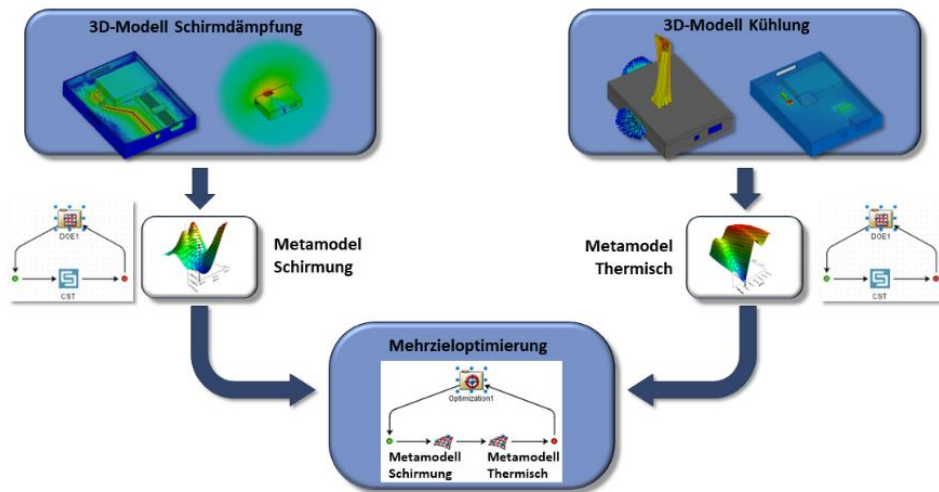 3D-Modell Schirmdämpfung
3D-Modell Kühlung
DOE1
CST
Metamodel
Schirmung
Metamodel
Thermisch
DOE1
CST
Mehrzieloptimierung
Optimization1
Metamodell
Schirmung
Metamodell
Thermisch